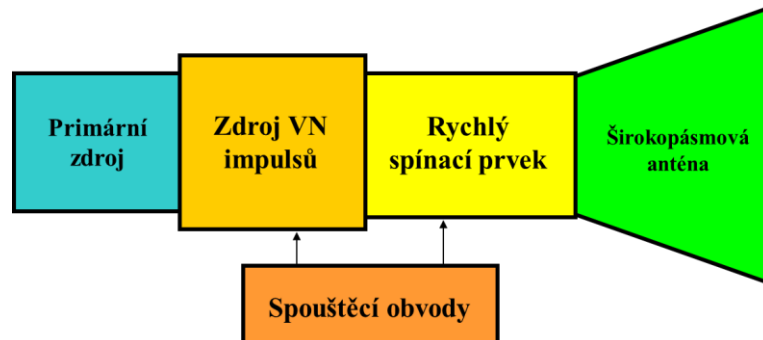 Primární
zdroj
Zdroj VN
impulsů
Rychlý
spínací prvek
Širokopásmová
anténa
Spouštěcí obvody